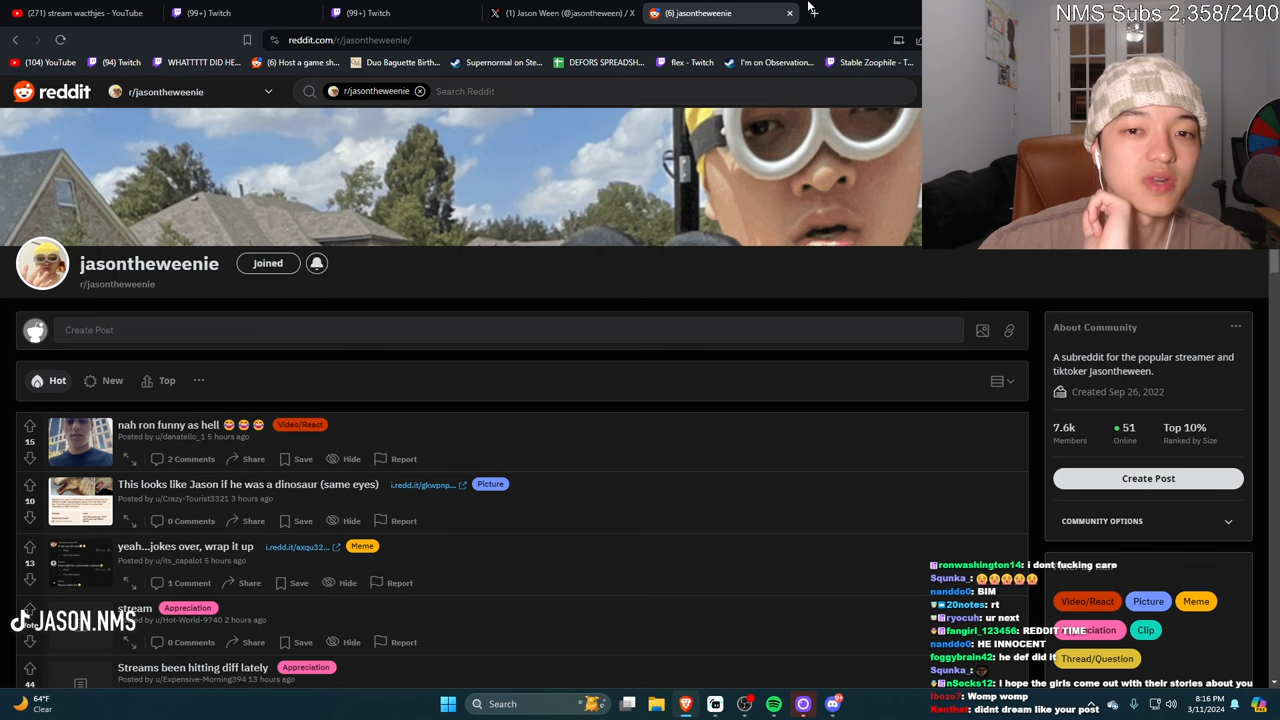 (271) stream wacthjes - YouTube
(99+) Twitch
(99+) Twitch
(1) Jason Ween (@jasontheween) / X
(6) jasontheweenie
NMS Subs 2,358/2400
reddit.com/r/jasontheweenie/
(104) YouTube
(94) Twitch
WHATTTT DID HE...
(6) Host a game sh...
Duo Baguette Birthd...
Supernormal on Ste...
DEFORS SPREADSH...
flex - Twitch
I'm on Observation...
Stable Zoophile - T...
reddit
r/jasontheweenie
r/jasontheweenie
Search Reddit
jasontheweenie
Joined
r/jasontheweenie
Create Post
Hot
New
Top
15
nah ron funny as hell 😂😂😂 Video/React
Posted by u/danatello_1 5 hours ago
2 Comments Share Save Hide Report
10
This looks like Jason if he was a dinosaur (same eyes) i.redd.it/gkwpnp... Picture
Posted by u/Crazy-Tourist3321 3 hours ago
0 Comments Share Save Hide Report
13
yeah...jokes over, wrap it up i.redd.it/axqu32... Meme
Posted by u/its_capalot 5 hours ago
1 Comment Share Save Hide Report
Vote
stream Appreciation
u/Hot-World-9740 2 hours ago
0 Comments Share Save Hide Report
JASON.NMS
44
Streams been hitting diff lately Appreciation
Posted by u/Expensive-Morning394 13 hours ago
About Community
A subreddit for the popular streamer and
tiktoker Jasontheween.
Created Sep 26, 2022
7.6k
Members
51
Online
Top 10%
Ranked by Size
Create Post
COMMUNITY OPTIONS
Video/React
Picture
Meme
Clip
Thread/Question
ronwashington14: i dont fucking care
Squnka_:
nanddo0: BIM
20notes: rt
ryocuh: ur next
fangirl_123456: REDDIT TIME
nanddo0: HE INNOCENT
foggybrain42: he def did it
Squnka_:
nSocks12: I hope the girls come out with their stories about you
lbozo7: Womp womp
Kenfhat: didnt dream like your post
64°F
Clear
Search
8:16 PM
3/11/2024